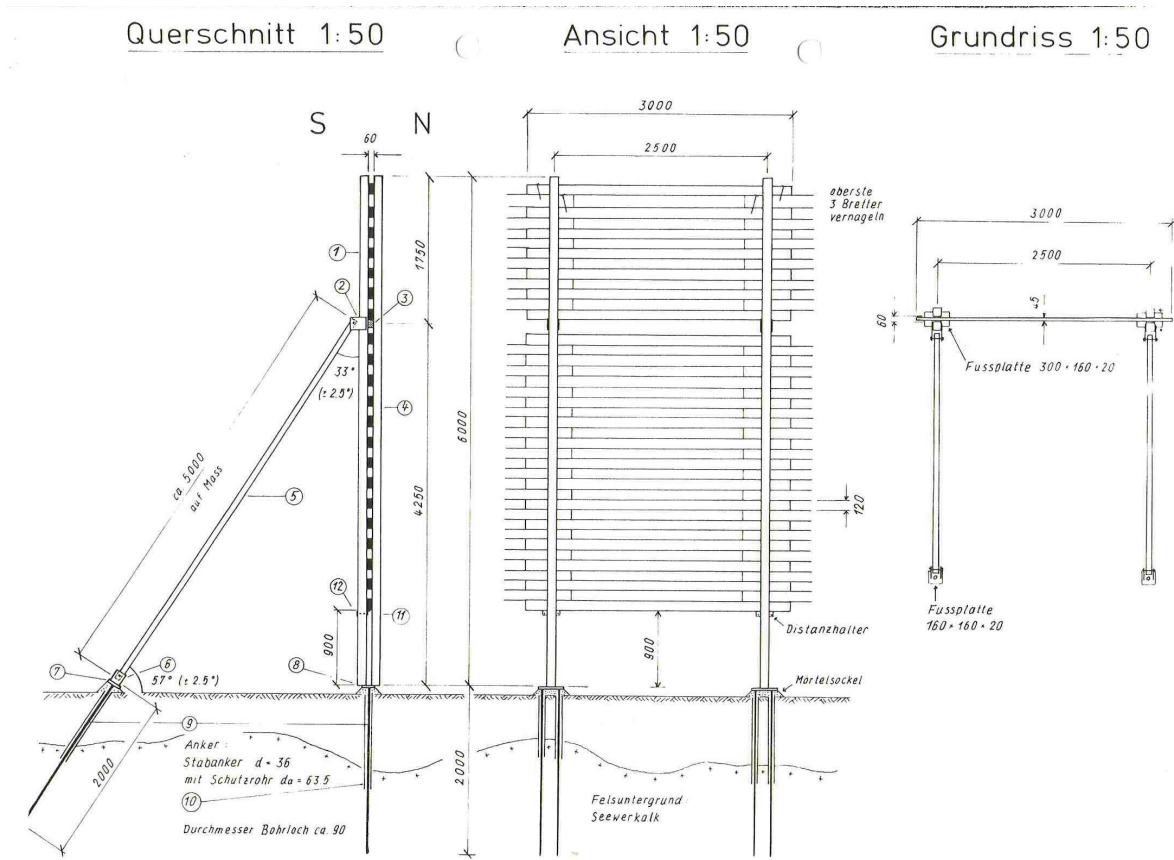 Querschnitt 1:50
Ansicht 1:50
Grundriss 1:50
S
N
60
1
2
3
1750
33°
(± 2.5°)
4
6000
4250
ca. 5000
auf Mass
5
12
11
900
8
7
6
57° (± 2.5°)
9
2000
Anker :
Stabanker d = 36
mit Schutzrohr da = 63.5
10
Durchmesser Bohrloch ca. 90
2000
3000
2500
oberste
3 Bretter
vernageln
120
900
Distanzhalter
Mörtelsockel
Felsuntergrund
Seewerkalk
3000
2500
45
60
Fussplatte 300 × 160 × 20
Fussplatte
160 × 160 × 20